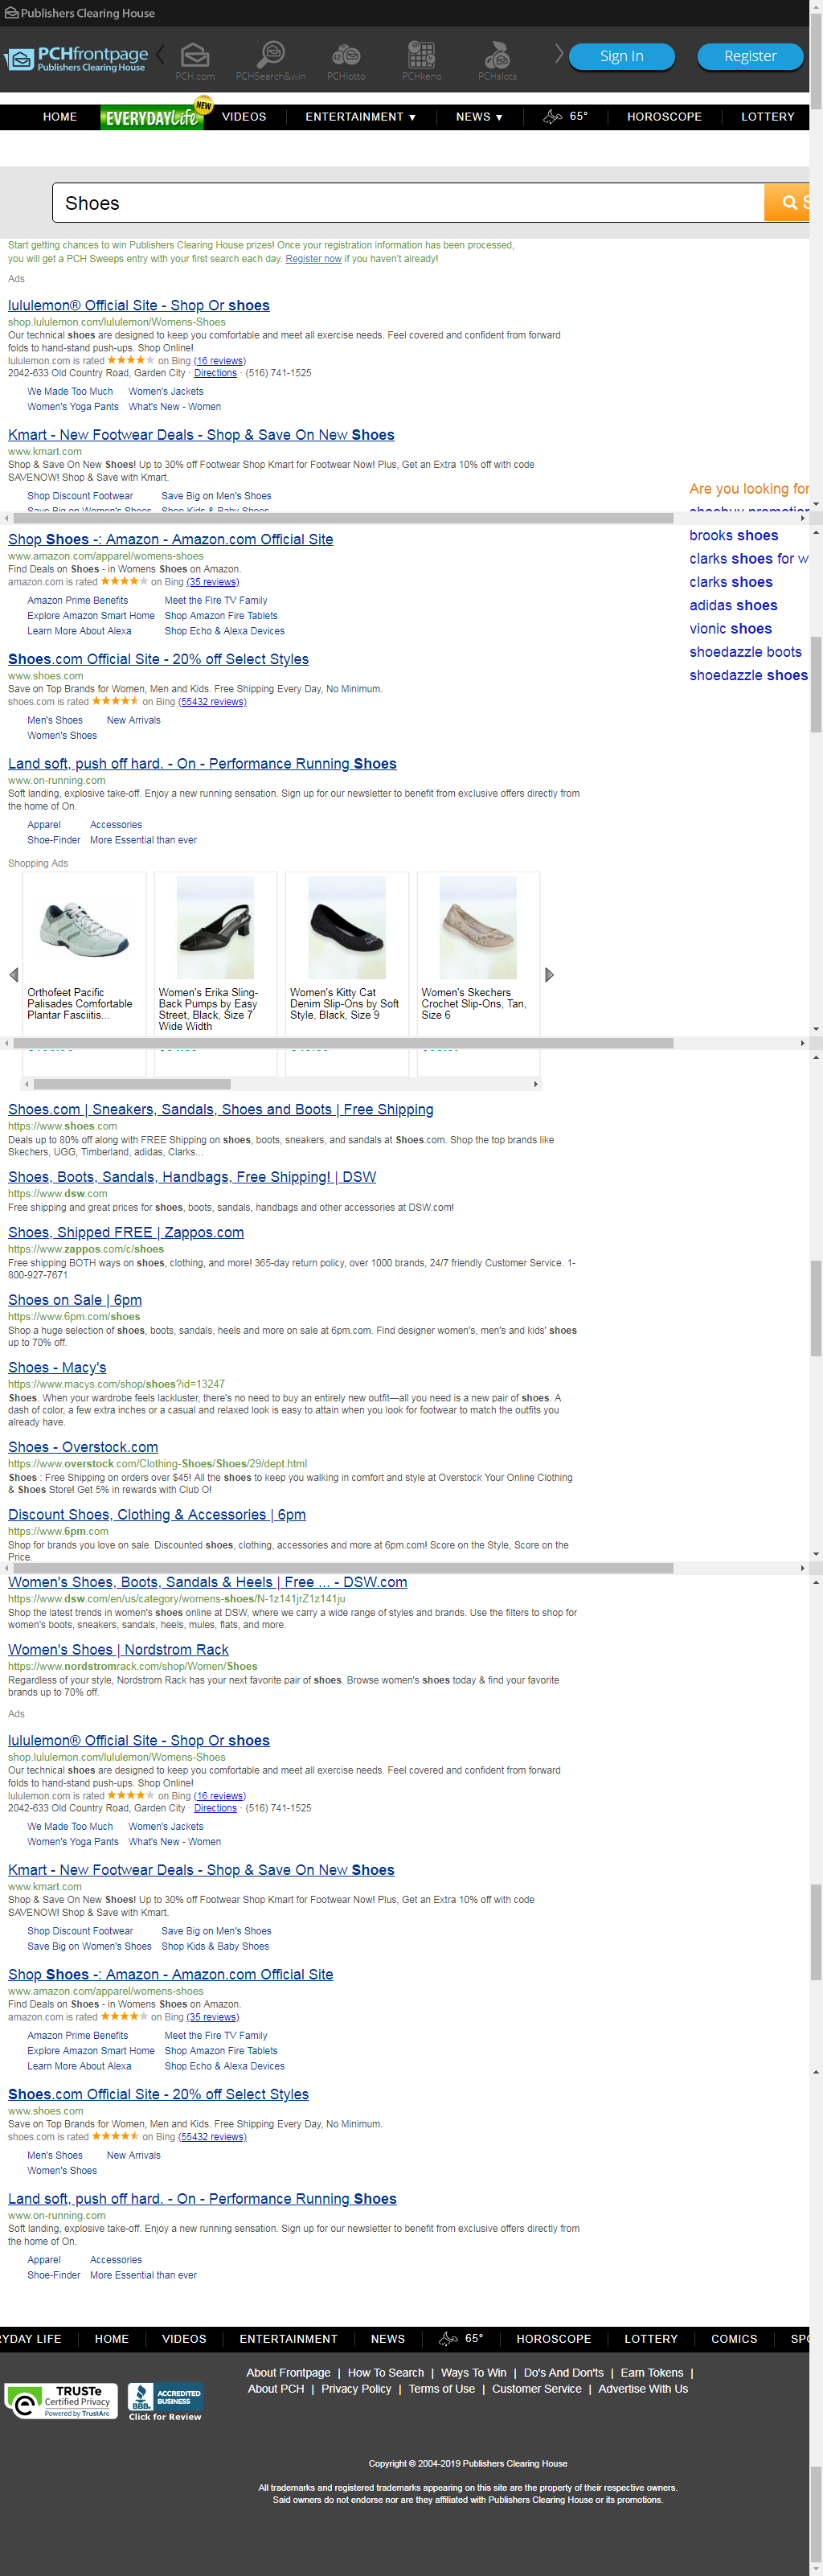 Publishers Clearing House
PCHfrontpage
Publishers Clearing House
PCH.com PCHSearch&win PCHlotto PCHkeno PCHslots
Sign In Register
HOME EVERYDAY Life NEW VIDEOS ENTERTAINMENT ▼ NEWS ▼ 65° HOROSCOPE LOTTERY
Shoes
Start getting chances to win Publishers Clearing House prizes! Once your registration information has been processed,
you will get a PCH Sweeps entry with your first search each day. Register now if you haven't already!
Ads
lululemon® Official Site - Shop Or shoes
shop.lululemon.com/lululemon/Womens-Shoes
Our technical shoes are designed to keep you comfortable and meet all exercise needs. Feel covered and confident from forward
folds to hand-stand push-ups. Shop Online!
lululemon.com is rated ★★★★★ on Bing (16 reviews)
2042-633 Old Country Road, Garden City · Directions · (516) 741-1525
We Made Too Much Women's Jackets
Women's Yoga Pants What's New - Women
Kmart - New Footwear Deals - Shop & Save On New Shoes
www.kmart.com
Shop & Save On New Shoes! Up to 30% off Footwear Shop Kmart for Footwear Now! Plus, Get an Extra 10% off with code
SAVENOW! Shop & Save with Kmart.
Shop Discount Footwear Save Big on Men's Shoes
Save Big on Women's Shoes Shop Kids & Baby Shoes
Are you looking for
shoebuy promotion
brooks shoes
clarks shoes for w
clarks shoes
adidas shoes
vionic shoes
shoedazzle boots
shoedazzle shoes
Shop Shoes -: Amazon - Amazon.com Official Site
www.amazon.com/apparel/womens-shoes
Find Deals on Shoes - in Womens Shoes on Amazon.
amazon.com is rated ★★★★★ on Bing (35 reviews)
Amazon Prime Benefits Meet the Fire TV Family
Explore Amazon Smart Home Shop Amazon Fire Tablets
Learn More About Alexa Shop Echo & Alexa Devices
Shoes.com Official Site - 20% off Select Styles
www.shoes.com
Save on Top Brands for Women, Men and Kids. Free Shipping Every Day, No Minimum.
shoes.com is rated ★★★★★ on Bing (55432 reviews)
Men's Shoes New Arrivals
Women's Shoes
Land soft, push off hard. - On - Performance Running Shoes
www.on-running.com
Soft landing, explosive take-off. Enjoy a new running sensation. Sign up for our newsletter to benefit from exclusive offers directly from
the home of On.
Apparel Accessories
Shoe-Finder More Essential than ever
Shopping Ads
Orthofeet Pacific
Palisades Comfortable
Plantar Fasciitis...
Women's Erika Sling-
Back Pumps by Easy
Street, Black, Size 7
Wide Width
Women's Kitty Cat
Denim Slip-Ons by Soft
Style, Black, Size 9
Women's Skechers
Crochet Slip-Ons, Tan,
Size 6
Shoes.com | Sneakers, Sandals, Shoes and Boots | Free Shipping
https://www.shoes.com
Deals up to 80% off along with FREE Shipping on shoes, boots, sneakers, and sandals at Shoes.com. Shop the top brands like
Skechers, UGG, Timberland, adidas, Clarks...
Shoes, Boots, Sandals, Handbags, Free Shipping! | DSW
https://www.dsw.com
Free shipping and great prices for shoes, boots, sandals, handbags and other accessories at DSW.com!
Shoes, Shipped FREE | Zappos.com
https://www.zappos.com/c/shoes
Free shipping BOTH ways on shoes, clothing, and more! 365-day return policy, over 1000 brands, 24/7 friendly Customer Service. 1-
800-927-7671
Shoes on Sale | 6pm
https://www.6pm.com/shoes
Shop a huge selection of shoes, boots, sandals, heels and more on sale at 6pm.com. Find designer women's, men's and kids' shoes
up to 70% off.
Shoes - Macy's
https://www.macys.com/shop/shoes?id=13247
Shoes. When your wardrobe feels lackluster, there's no need to buy an entirely new outfit—all you need is a new pair of shoes. A
dash of color, a few extra inches or a casual and relaxed look is easy to attain when you look for footwear to match the outfits you
already have.
Shoes - Overstock.com
https://www.overstock.com/Clothing-Shoes/Shoes/29/dept.html
Shoes : Free Shipping on orders over $45! All the shoes to keep you walking in comfort and style at Overstock Your Online Clothing
& Shoes Store! Get 5% in rewards with Club O!
Discount Shoes, Clothing & Accessories | 6pm
https://www.6pm.com
Shop for brands you love on sale. Discounted shoes, clothing, accessories and more at 6pm.com! Score on the Style, Score on the
Price.
Women's Shoes, Boots, Sandals & Heels | Free ... - DSW.com
https://www.dsw.com/en/us/category/womens-shoes/N-1z141jrZ1z141ju
Shop the latest trends in women's shoes online at DSW, where we carry a wide range of styles and brands. Use the filters to shop for
women's boots, sneakers, sandals, heels, mules, flats, and more.
Women's Shoes | Nordstrom Rack
https://www.nordstromrack.com/shop/Women/Shoes
Regardless of your style, Nordstrom Rack has your next favorite pair of shoes. Browse women's shoes today & find your favorite
brands up to 70% off.
Ads
lululemon® Official Site - Shop Or shoes
shop.lululemon.com/lululemon/Womens-Shoes
Our technical shoes are designed to keep you comfortable and meet all exercise needs. Feel covered and confident from forward
folds to hand-stand push-ups. Shop Online!
lululemon.com is rated ★★★★★ on Bing (16 reviews)
2042-633 Old Country Road, Garden City · Directions · (516) 741-1525
We Made Too Much Women's Jackets
Women's Yoga Pants What's New - Women
Kmart - New Footwear Deals - Shop & Save On New Shoes
www.kmart.com
Shop & Save On New Shoes! Up to 30% off Footwear Shop Kmart for Footwear Now! Plus, Get an Extra 10% off with code
SAVENOW! Shop & Save with Kmart.
Shop Discount Footwear Save Big on Men's Shoes
Save Big on Women's Shoes Shop Kids & Baby Shoes
Shop Shoes -: Amazon - Amazon.com Official Site
www.amazon.com/apparel/womens-shoes
Find Deals on Shoes - in Womens Shoes on Amazon.
amazon.com is rated ★★★★★ on Bing (35 reviews)
Amazon Prime Benefits Meet the Fire TV Family
Explore Amazon Smart Home Shop Amazon Fire Tablets
Learn More About Alexa Shop Echo & Alexa Devices
Shoes.com Official Site - 20% off Select Styles
www.shoes.com
Save on Top Brands for Women, Men and Kids. Free Shipping Every Day, No Minimum.
shoes.com is rated ★★★★★ on Bing (55432 reviews)
Men's Shoes New Arrivals
Women's Shoes
Land soft, push off hard. - On - Performance Running Shoes
www.on-running.com
Soft landing, explosive take-off. Enjoy a new running sensation. Sign up for our newsletter to benefit from exclusive offers directly from
the home of On.
Apparel Accessories
Shoe-Finder More Essential than ever
RYDAY LIFE HOME VIDEOS ENTERTAINMENT NEWS 65° HOROSCOPE LOTTERY COMICS SPO
About Frontpage | How To Search | Ways To Win | Do's And Don'ts | Earn Tokens |
About PCH | Privacy Policy | Terms of Use | Customer Service | Advertise With Us
TRUSTe
Certified Privacy
Powered by TrustArc
BBB ACCREDITED BUSINESS
Click for Review
Copyright © 2004-2019 Publishers Clearing House
All trademarks and registered trademarks appearing on this site are the property of their respective owners.
Said owners do not endorse nor are they affiliated with Publishers Clearing House or its promotions.